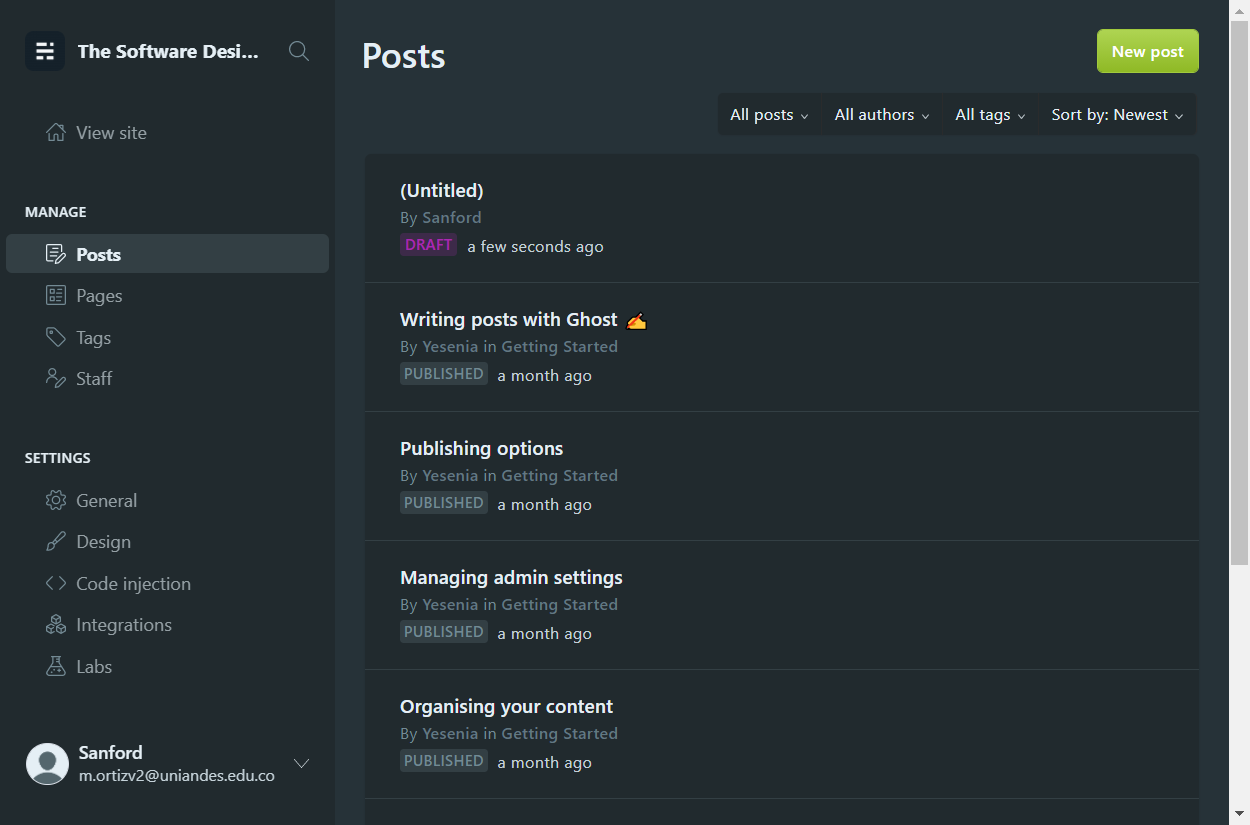 The Software Desi...
View site
MANAGE
Posts
Pages
Tags
Staff
SETTINGS
General
Design
Code injection
Integrations
Labs
Sanford
m.ortizv2@uniandes.edu.co
Posts
New post
All posts
All authors
All tags
Sort by: Newest
(Untitled)
By Sanford
DRAFT a few seconds ago
Writing posts with Ghost ✍️
By Yesenia in Getting Started
PUBLISHED a month ago
Publishing options
By Yesenia in Getting Started
PUBLISHED a month ago
Managing admin settings
By Yesenia in Getting Started
PUBLISHED a month ago
Organising your content
By Yesenia in Getting Started
PUBLISHED a month ago